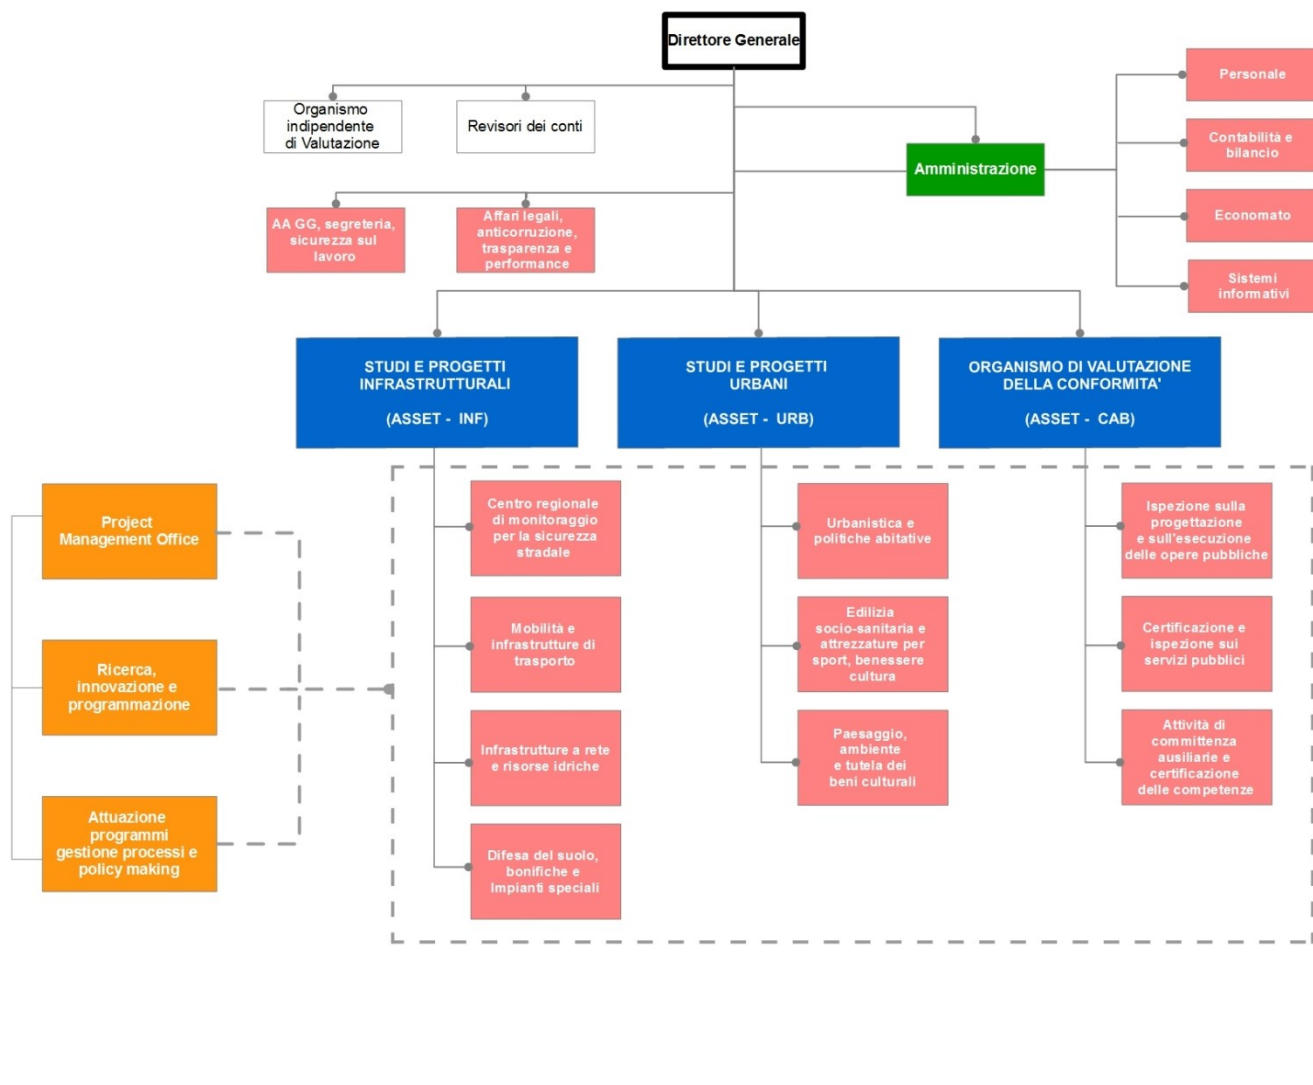 Direttore Generale
Organismo
indipendente
di Valutazione
Revisori dei conti
Amministrazione
Personale
Contabilità e
bilancio
Economato
Sistemi
informativi
AA GG, segreteria,
sicurezza sul
lavoro
Affari legali,
anticorruzione,
trasparenza e
performance
STUDI E PROGETTI
INFRASTRUTTURALI
(ASSET - INF)
STUDI E PROGETTI
URBANI
(ASSET - URB)
ORGANISMO DI VALUTAZIONE
DELLA CONFORMITA'
(ASSET - CAB)
Project
Management Office
Ricerca,
innovazione e
programmazione
Attuazione
programmi
gestione processi e
policy making
Centro regionale
di monitoraggio
per la sicurezza
stradale
Mobilità e
infrastrutture di
trasporto
Infrastrutture a rete
e risorse idriche
Difesa del suolo,
bonifiche e
Impianti speciali
Urbanistica e
politiche abitative
Edilizia
socio-sanitaria e
attrezzature per
sport, benessere
cultura
Paesaggio,
ambiente
e tutela dei
beni culturali
Ispezione sulla
progettazione
e sull'esecuzione
delle opere pubbliche
Certificazione e
ispezione sui
servizi pubblici
Attività di
committenza
ausiliarie e
certificazione
delle competenze